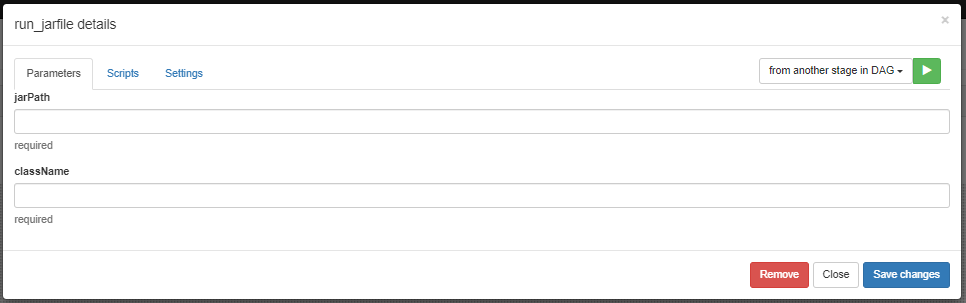 run_jarfile details
×
Parameters Scripts Settings from another stage in DAG
jarPath
required
className
required
Remove Close Save changes